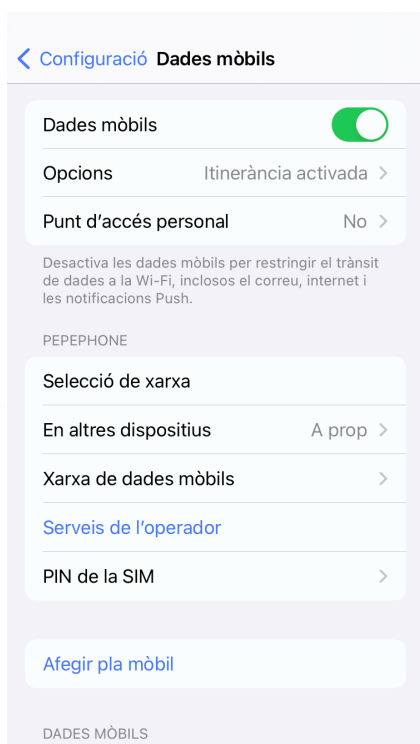 Configuració Dades mòbils
Dades mòbils
Opcions Itinerància activada
Punt d’accés personal No
Desactiva les dades mòbils per restringir el trànsit
de dades a la Wi-Fi, inclosos el correu, internet i
les notificacions Push.
PEPEPHONE
Selecció de xarxa
En altres dispositius A prop
Xarxa de dades mòbils
Serveis de l’operador
PIN de la SIM
Afegir pla mòbil
DADES MÒBILS